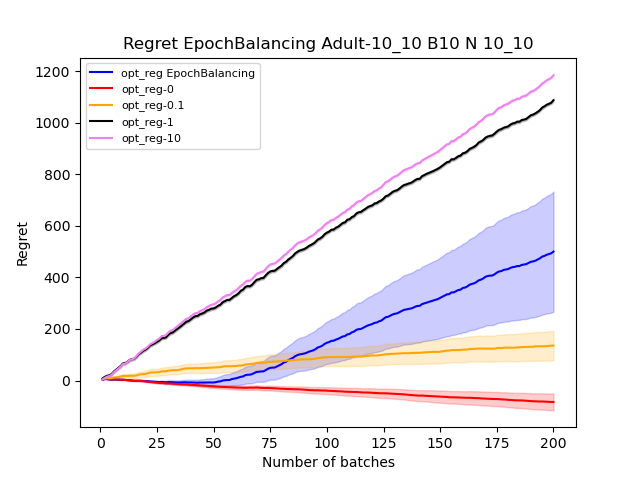 Regret EpochBalancing Adult-10_10 B10 N 10_10
opt_reg EpochBalancing
opt_reg-0
opt_reg-0.1
opt_reg-1
opt_reg-10
1200
1000
800
600
400
200
0
Regret
0 25 50 75 100 125 150 175 200
Number of batches